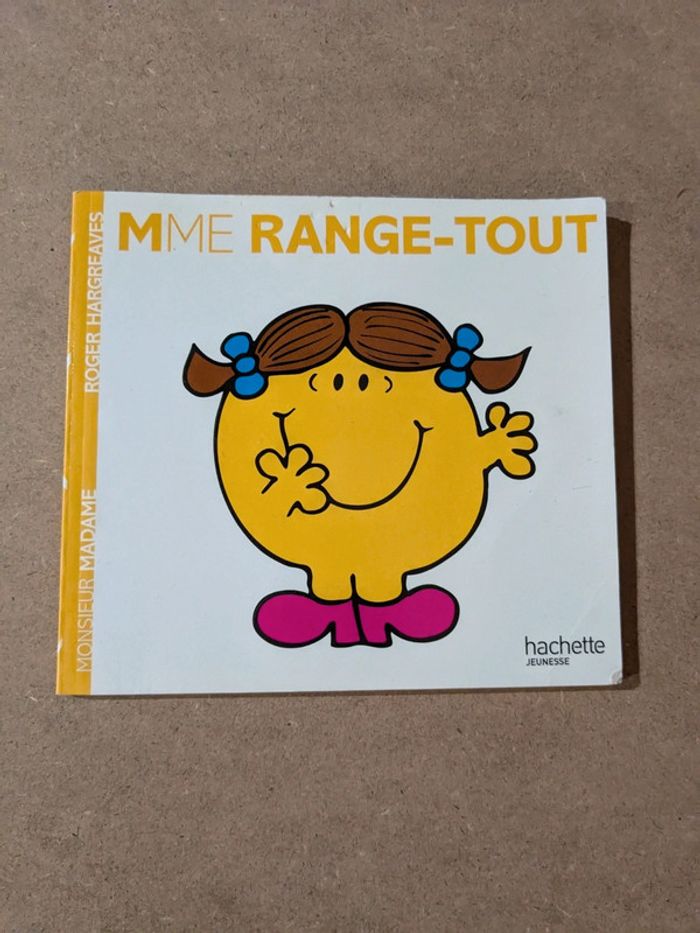 MME RANGE-TOUT
ROGER HARGREAVES
MONSIEUR MADAME
hachette
JEUNESSE